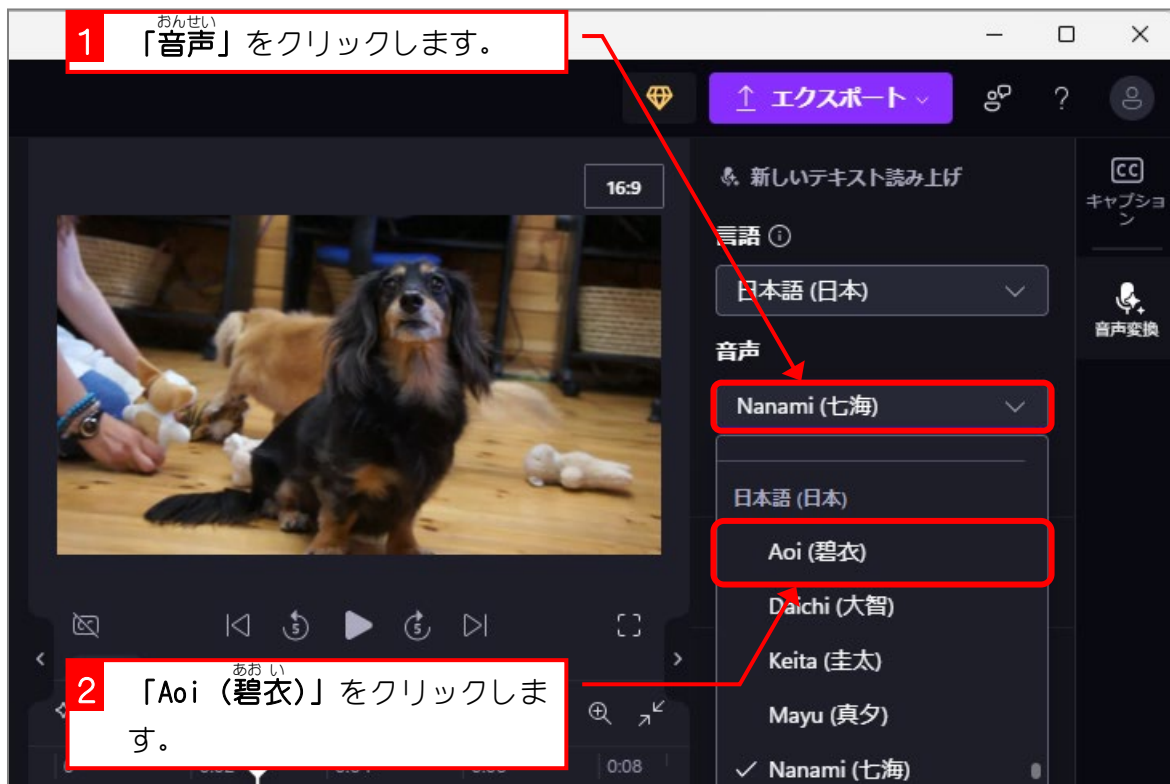 1 「音声」をクリックします。
おんせい
エクスポート
16:9
新しいテキスト読み上げ
言語
日本語 (日本)
音声
Nanami (七海)
日本語 (日本)
Aoi (碧衣)
Daichi (大智)
Keita (圭太)
Mayu (真夕)
Nanami (七海)
CC
キャプショ
ン
音声変換
5
5
あおい
2 「Aoi (碧衣)」をクリックしま
す。
0:08